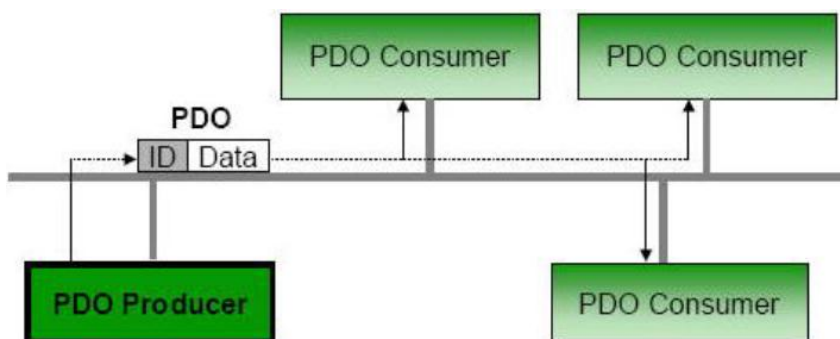 PDO Consumer
PDO Consumer
PDO
ID Data
PDO Producer
PDO Consumer